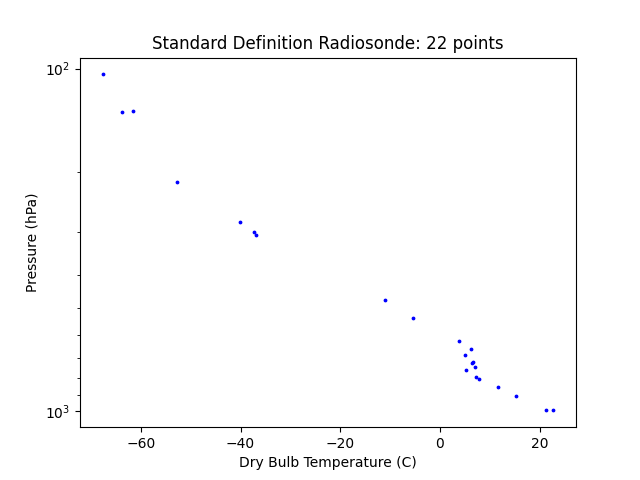 Standard Definition Radiosonde: 22 points
10²
10³
Pressure (hPa)
−60
−40
−20
0
20
Dry Bulb Temperature (C)